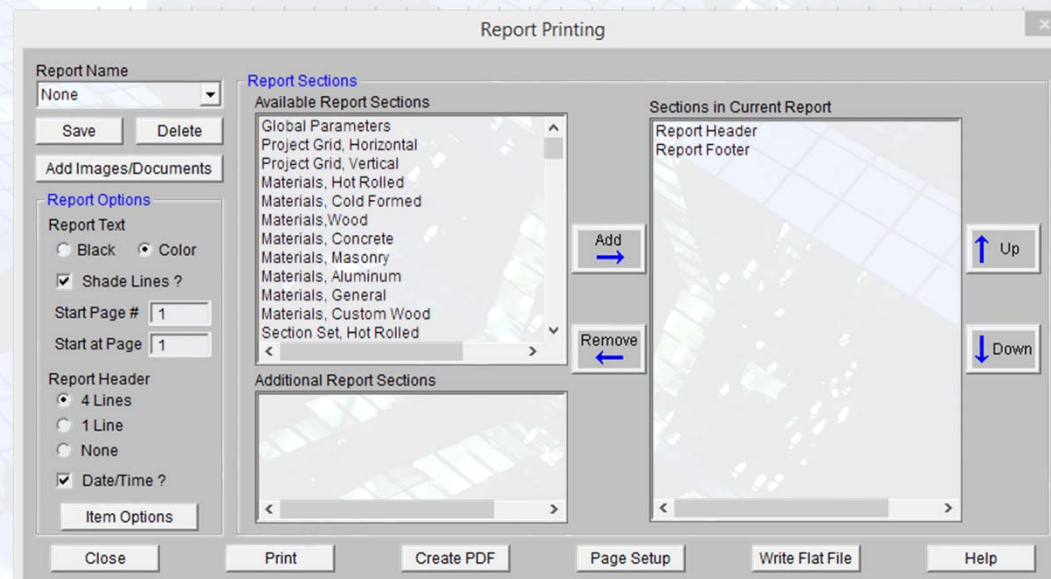 Report Printing
Report Name
None
Save Delete
Add Images/Documents
Report Options
Report Text
Black Color
Shade Lines ?
Start Page # 1
Start at Page 1
Report Header
4 Lines
1 Line
None
Date/Time ?
Item Options
Report Sections
Available Report Sections
Global Parameters
Project Grid, Horizontal
Project Grid, Vertical
Materials, Hot Rolled
Materials, Cold Formed
Materials,Wood
Materials, Concrete
Materials, Masonry
Materials, Aluminum
Materials, General
Materials, Custom Wood
Section Set, Hot Rolled
Additional Report Sections
Add
Remove
Sections in Current Report
Report Header
Report Footer
Up
Down
Close Print Create PDF Page Setup Write Flat File Help